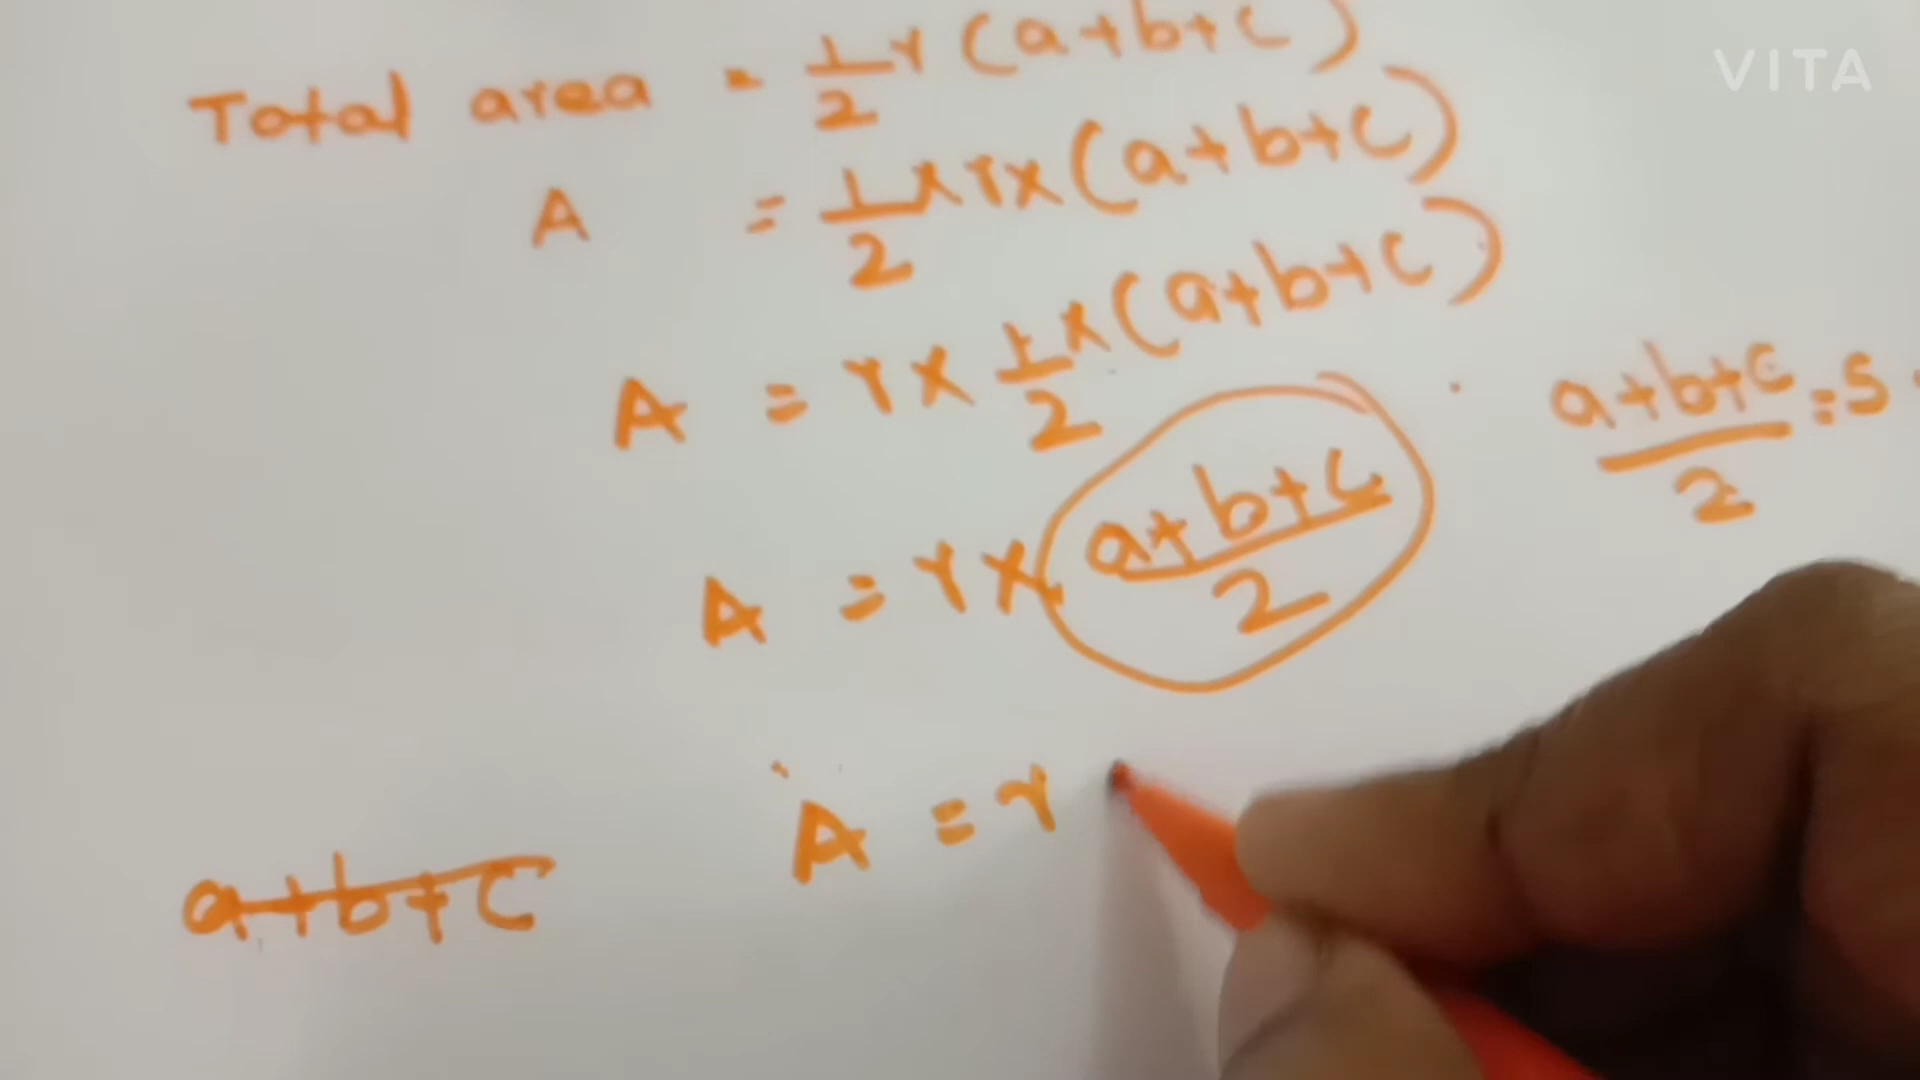 VITA
Total area = 1/2 r (a+b+c)
A = 1/2 x r x (a+b+c)
A = r x 1/2 x (a+b+c)
a+b+c/2 = S
A = r x a+b+c/2
A = r
a+b+c